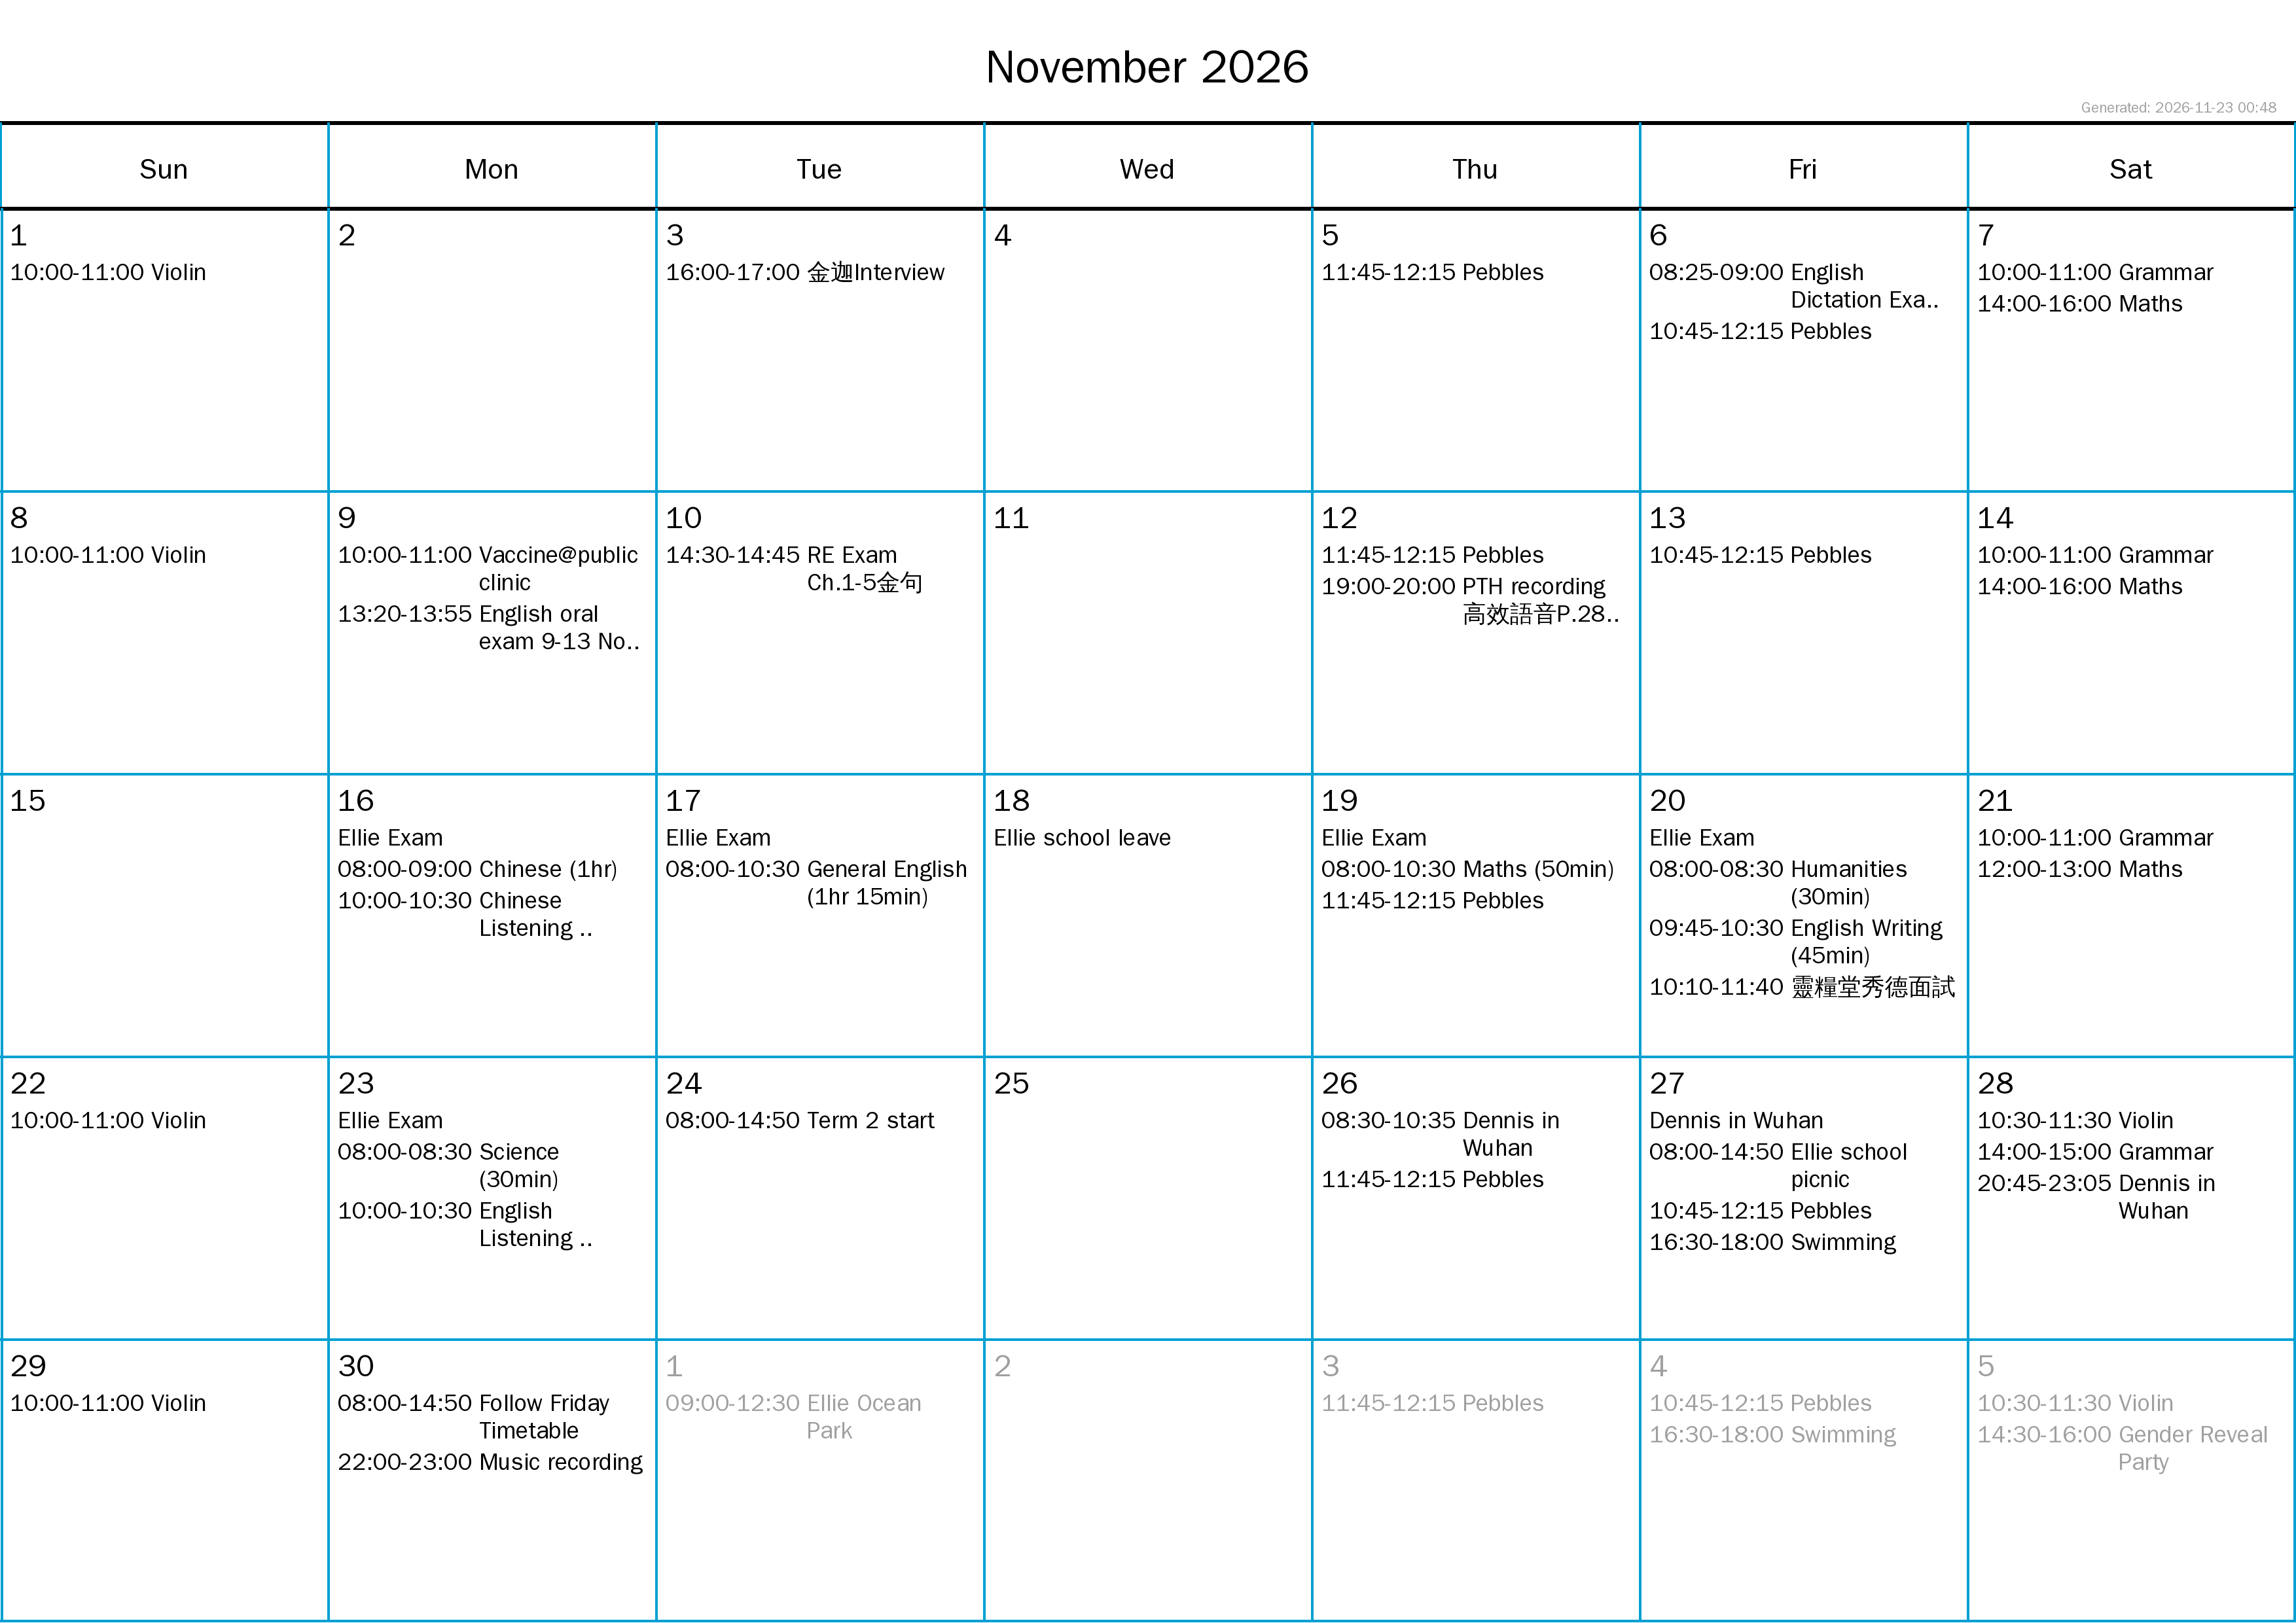 November 2026
Generated: 2026-11-23 00:48
Sun Mon Tue Wed Thu Fri Sat
1
10:00-11:00 Violin
2
3
16:00-17:00 金迦Interview
4
5
11:45-12:15 Pebbles
6
08:25-09:00 English
Dictation Exa..
10:45-12:15 Pebbles
7
10:00-11:00 Grammar
14:00-16:00 Maths
8
10:00-11:00 Violin
9
10:00-11:00 Vaccine@public
clinic
13:20-13:55 English oral
exam 9-13 No..
10
14:30-14:45 RE Exam
Ch.1-5金句
11
12
11:45-12:15 Pebbles
19:00-20:00 PTH recording
高效語音P.28..
13
10:45-12:15 Pebbles
14
10:00-11:00 Grammar
14:00-16:00 Maths
15
16
Ellie Exam
08:00-09:00 Chinese (1hr)
10:00-10:30 Chinese
Listening ..
17
Ellie Exam
08:00-10:30 General English
(1hr 15min)
18
Ellie school leave
19
Ellie Exam
08:00-10:30 Maths (50min)
11:45-12:15 Pebbles
20
Ellie Exam
08:00-08:30 Humanities
(30min)
09:45-10:30 English Writing
(45min)
10:10-11:40 靈糧堂秀德面試
21
10:00-11:00 Grammar
12:00-13:00 Maths
22
10:00-11:00 Violin
23
Ellie Exam
08:00-08:30 Science
(30min)
10:00-10:30 English
Listening ..
24
08:00-14:50 Term 2 start
25
26
08:30-10:35 Dennis in
Wuhan
11:45-12:15 Pebbles
27
Dennis in Wuhan
08:00-14:50 Ellie school
picnic
10:45-12:15 Pebbles
16:30-18:00 Swimming
28
10:30-11:30 Violin
14:00-15:00 Grammar
20:45-23:05 Dennis in
Wuhan
29
10:00-11:00 Violin
30
08:00-14:50 Follow Friday
Timetable
22:00-23:00 Music recording
1
09:00-12:30 Ellie Ocean
Park
2
3
11:45-12:15 Pebbles
4
10:45-12:15 Pebbles
16:30-18:00 Swimming
5
10:30-11:30 Violin
14:30-16:00 Gender Reveal
Party